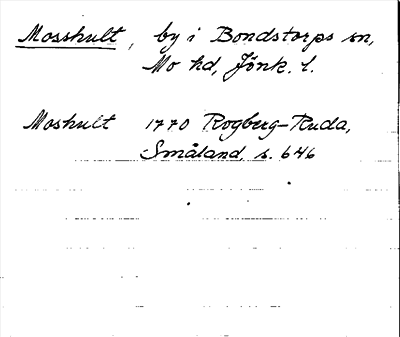 Mosshult, by i Bondstorps sn,
Mo hd, Jönk. l.
Moshult 1770 Rogberg-Ruda,
Småland, s. 646